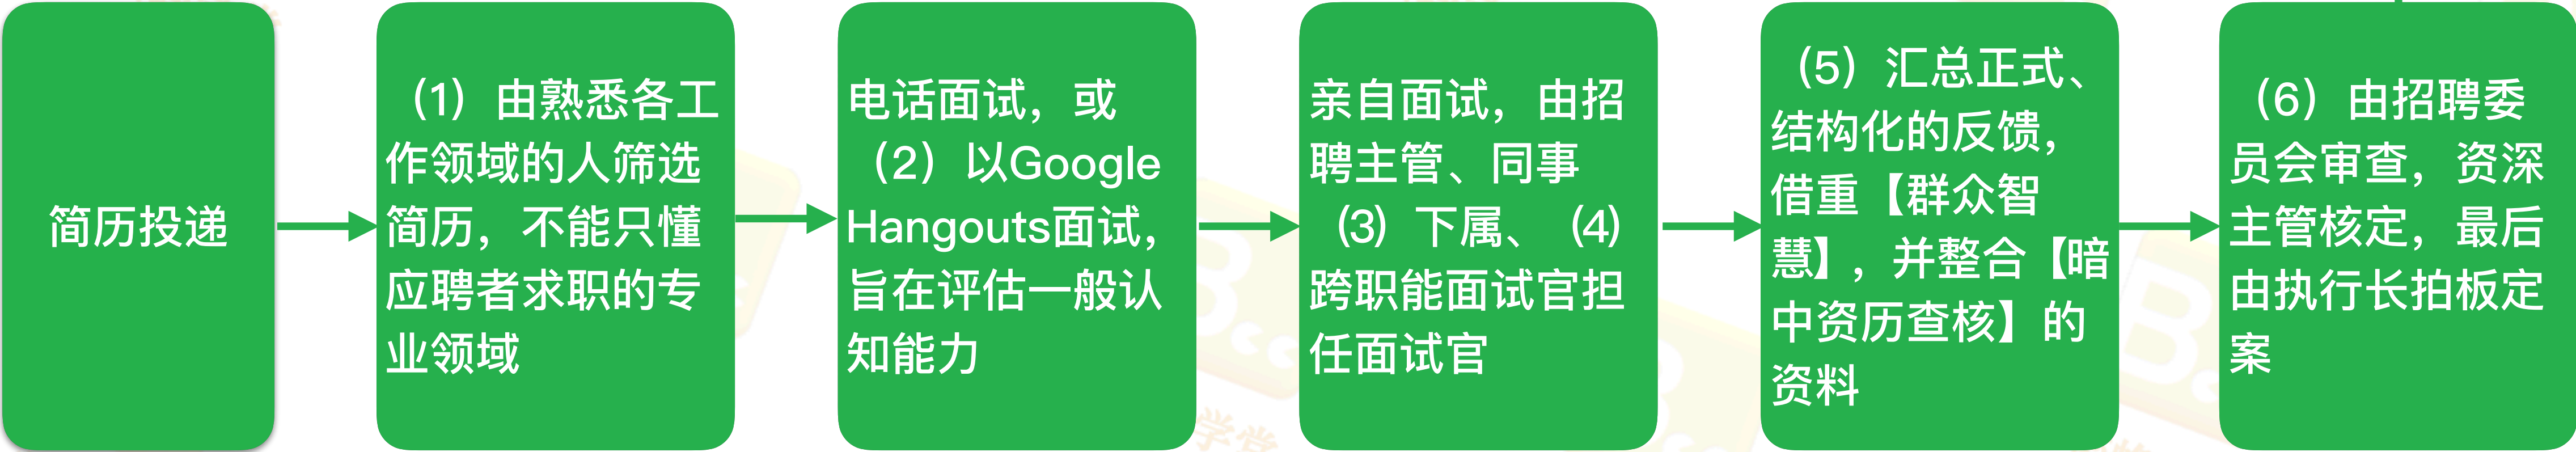 简历投递
（1）由熟悉各工
作领域的人筛选
简历，不能只懂
应聘者求职的专
业领域
电话面试，或
（2）以Google
Hangouts面试，
旨在评估一般认
知能力
亲自面试，由招
聘主管、同事
（3）下属、（4）
跨职能面试官担
任面试官
（5）汇总正式、
结构化的反馈，
借重【群众智
慧】，并整合【暗
中资历查核】的
资料
（6）由招聘委
员会审查，资深
主管核定，最后
由执行长拍板定
案
学堂